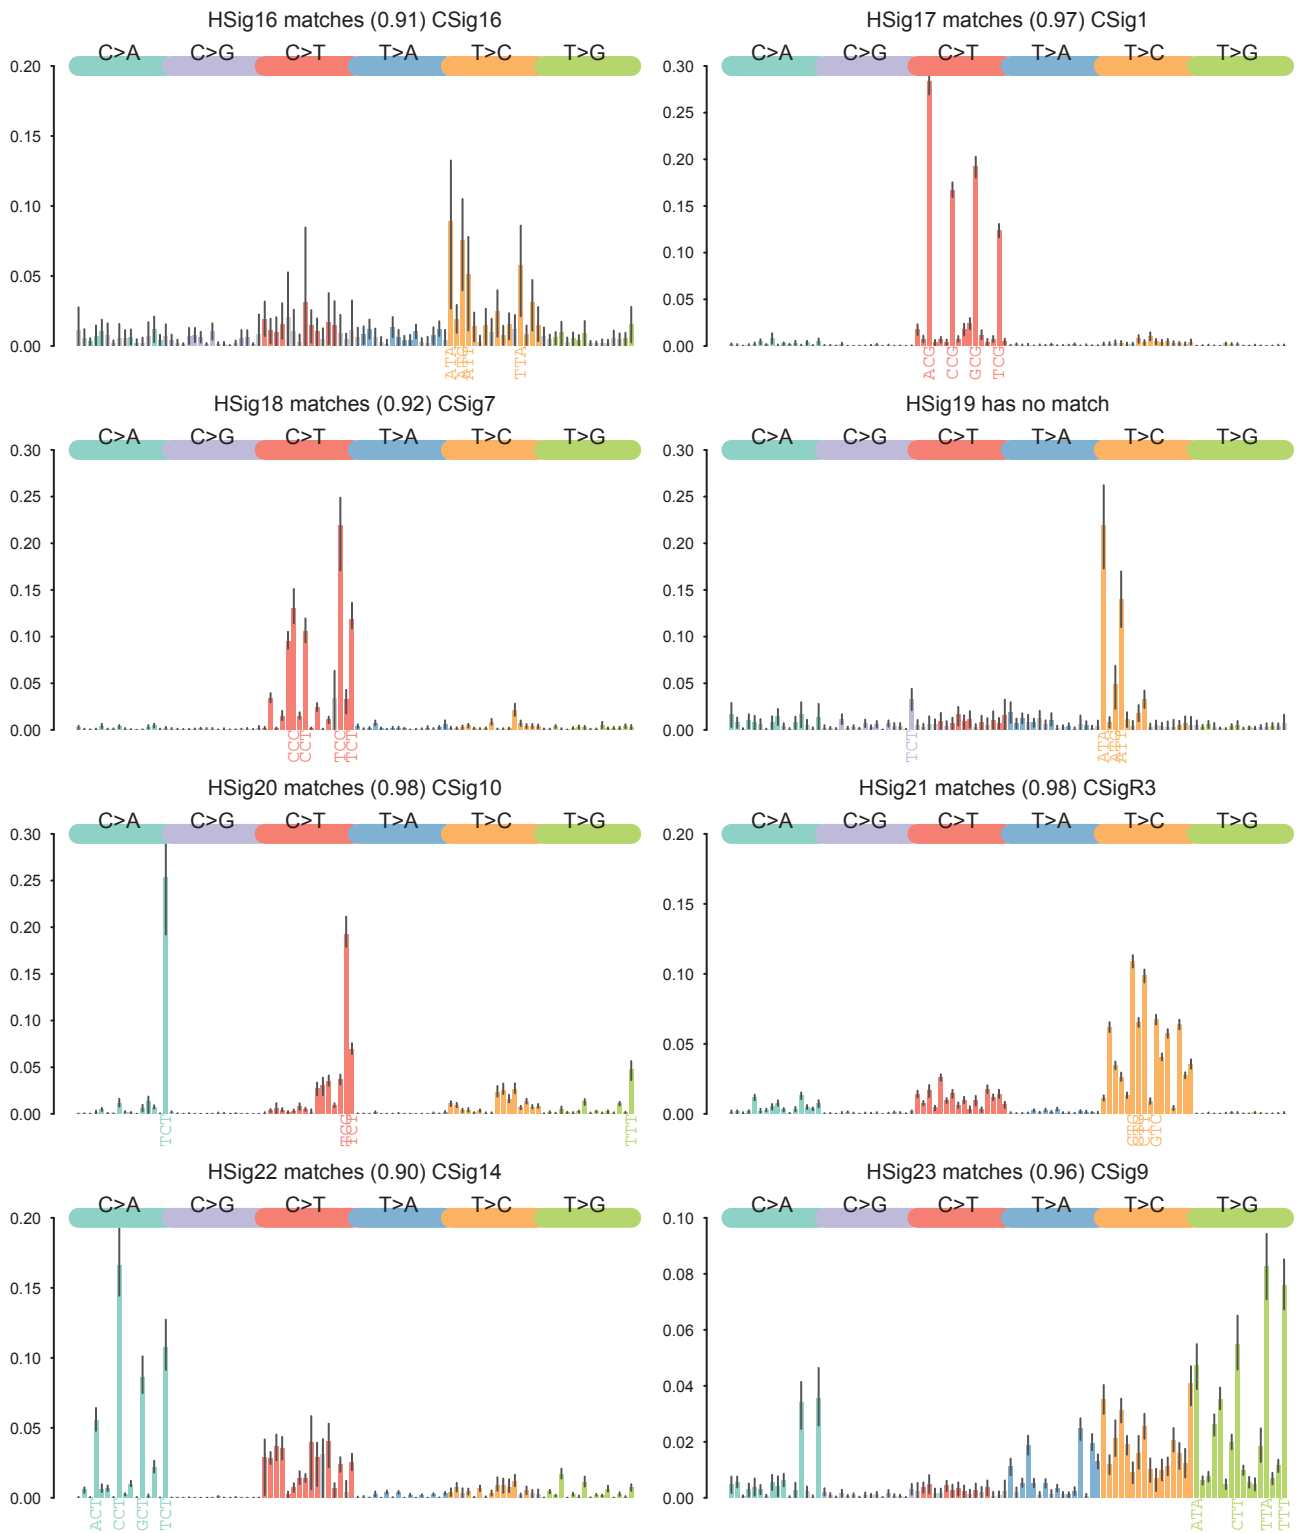 HSig16 matches (0.91) CSig16
C>A C>G C>T T>A T>C T>G
0.20
0.15
0.10
0.05
0.00
ATA ATG ATT TTA
HSig17 matches (0.97) CSig1
C>A C>G C>T T>A T>C T>G
0.30
0.25
0.20
0.15
0.10
0.05
0.00
ACG CCG GCG TCG
HSig18 matches (0.92) CSig7
C>A C>G C>T T>A T>C T>G
0.30
0.25
0.20
0.15
0.10
0.05
0.00
CCC CCT TCC TCT
HSig19 has no match
C>A C>G C>T T>A T>C T>G
0.30
0.25
0.20
0.15
0.10
0.05
0.00
TCT ATA ATT
HSig20 matches (0.98) CSig10
C>A C>G C>T T>A T>C T>G
0.30
0.25
0.20
0.15
0.10
0.05
0.00
TCT TCG TCT TTT
HSig21 matches (0.98) CSigR3
C>A C>G C>T T>A T>C T>G
0.20
0.15
0.10
0.05
0.00
CTT GTC
HSig22 matches (0.90) CSig14
C>A C>G C>T T>A T>C T>G
0.20
0.15
0.10
0.05
0.00
ACT CCT GCT TCT
HSig23 matches (0.96) CSig9
C>A C>G C>T T>A T>C T>G
0.10
0.08
0.06
0.04
0.02
0.00
ATA CTT TTA TTT